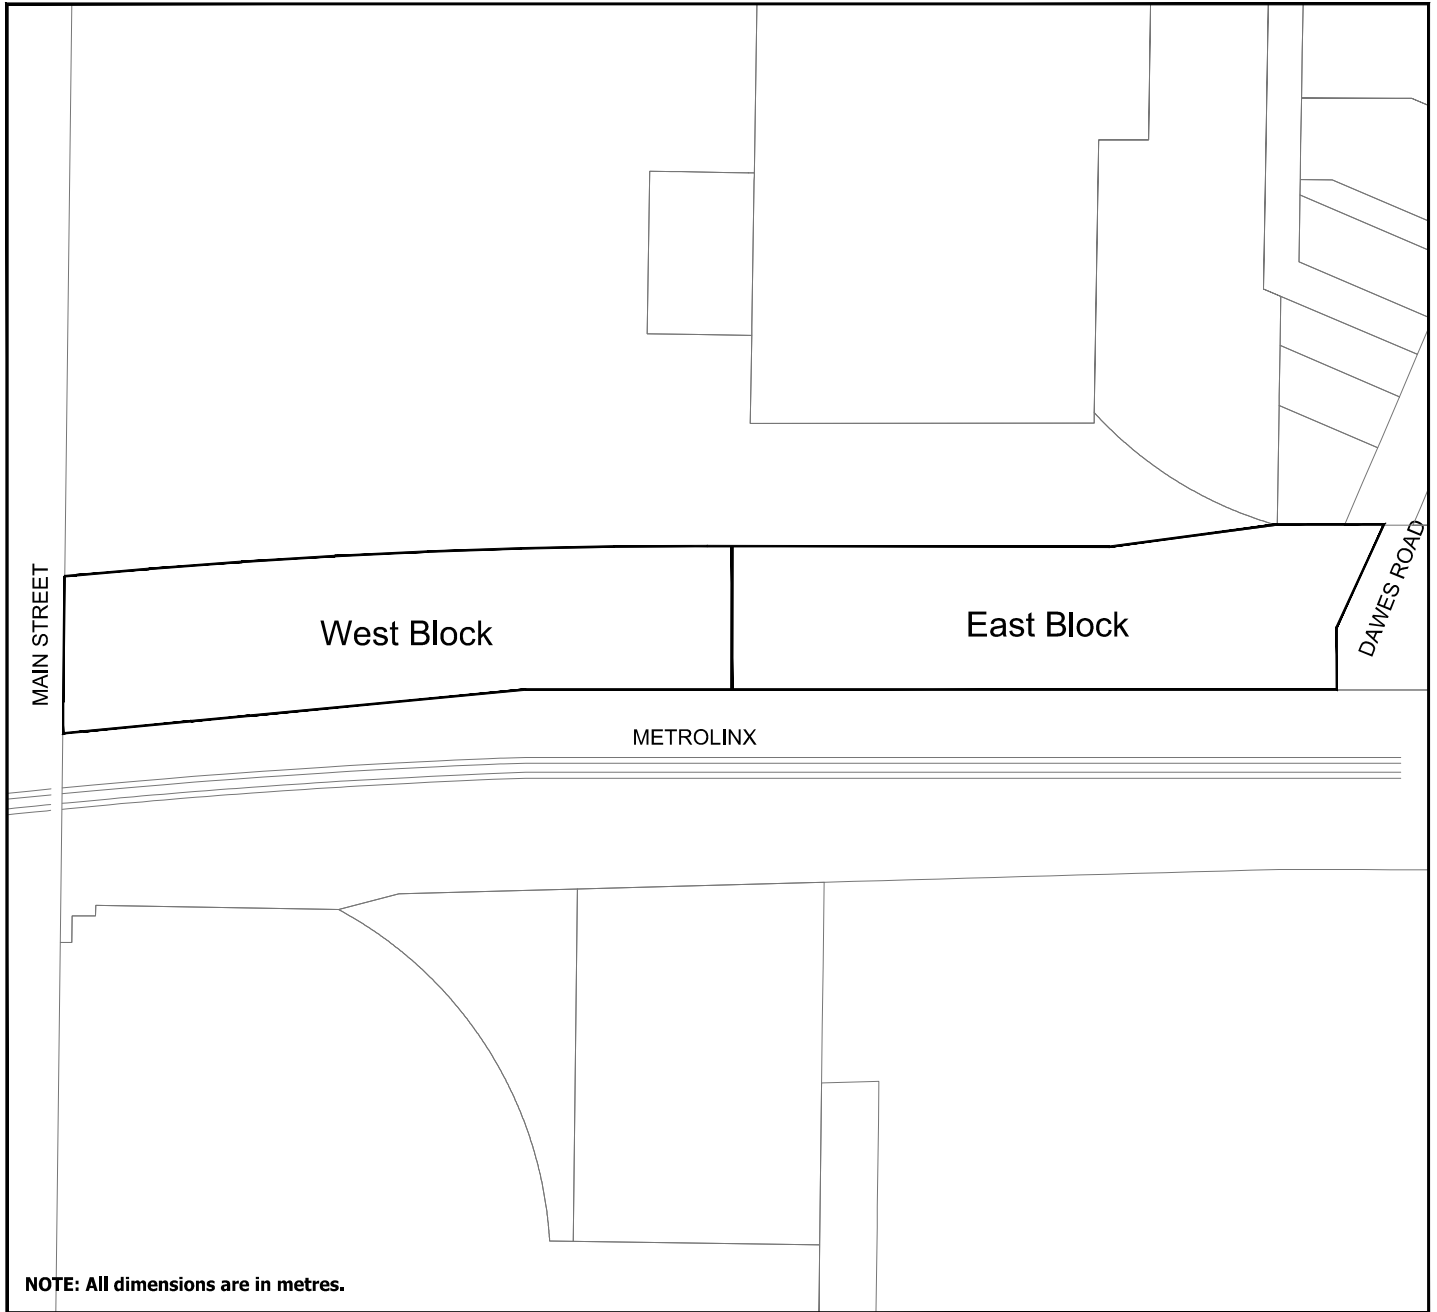 MAIN STREET
West Block
East Block
DAWES ROAD
METROLINX
NOTE: All dimensions are in metres.